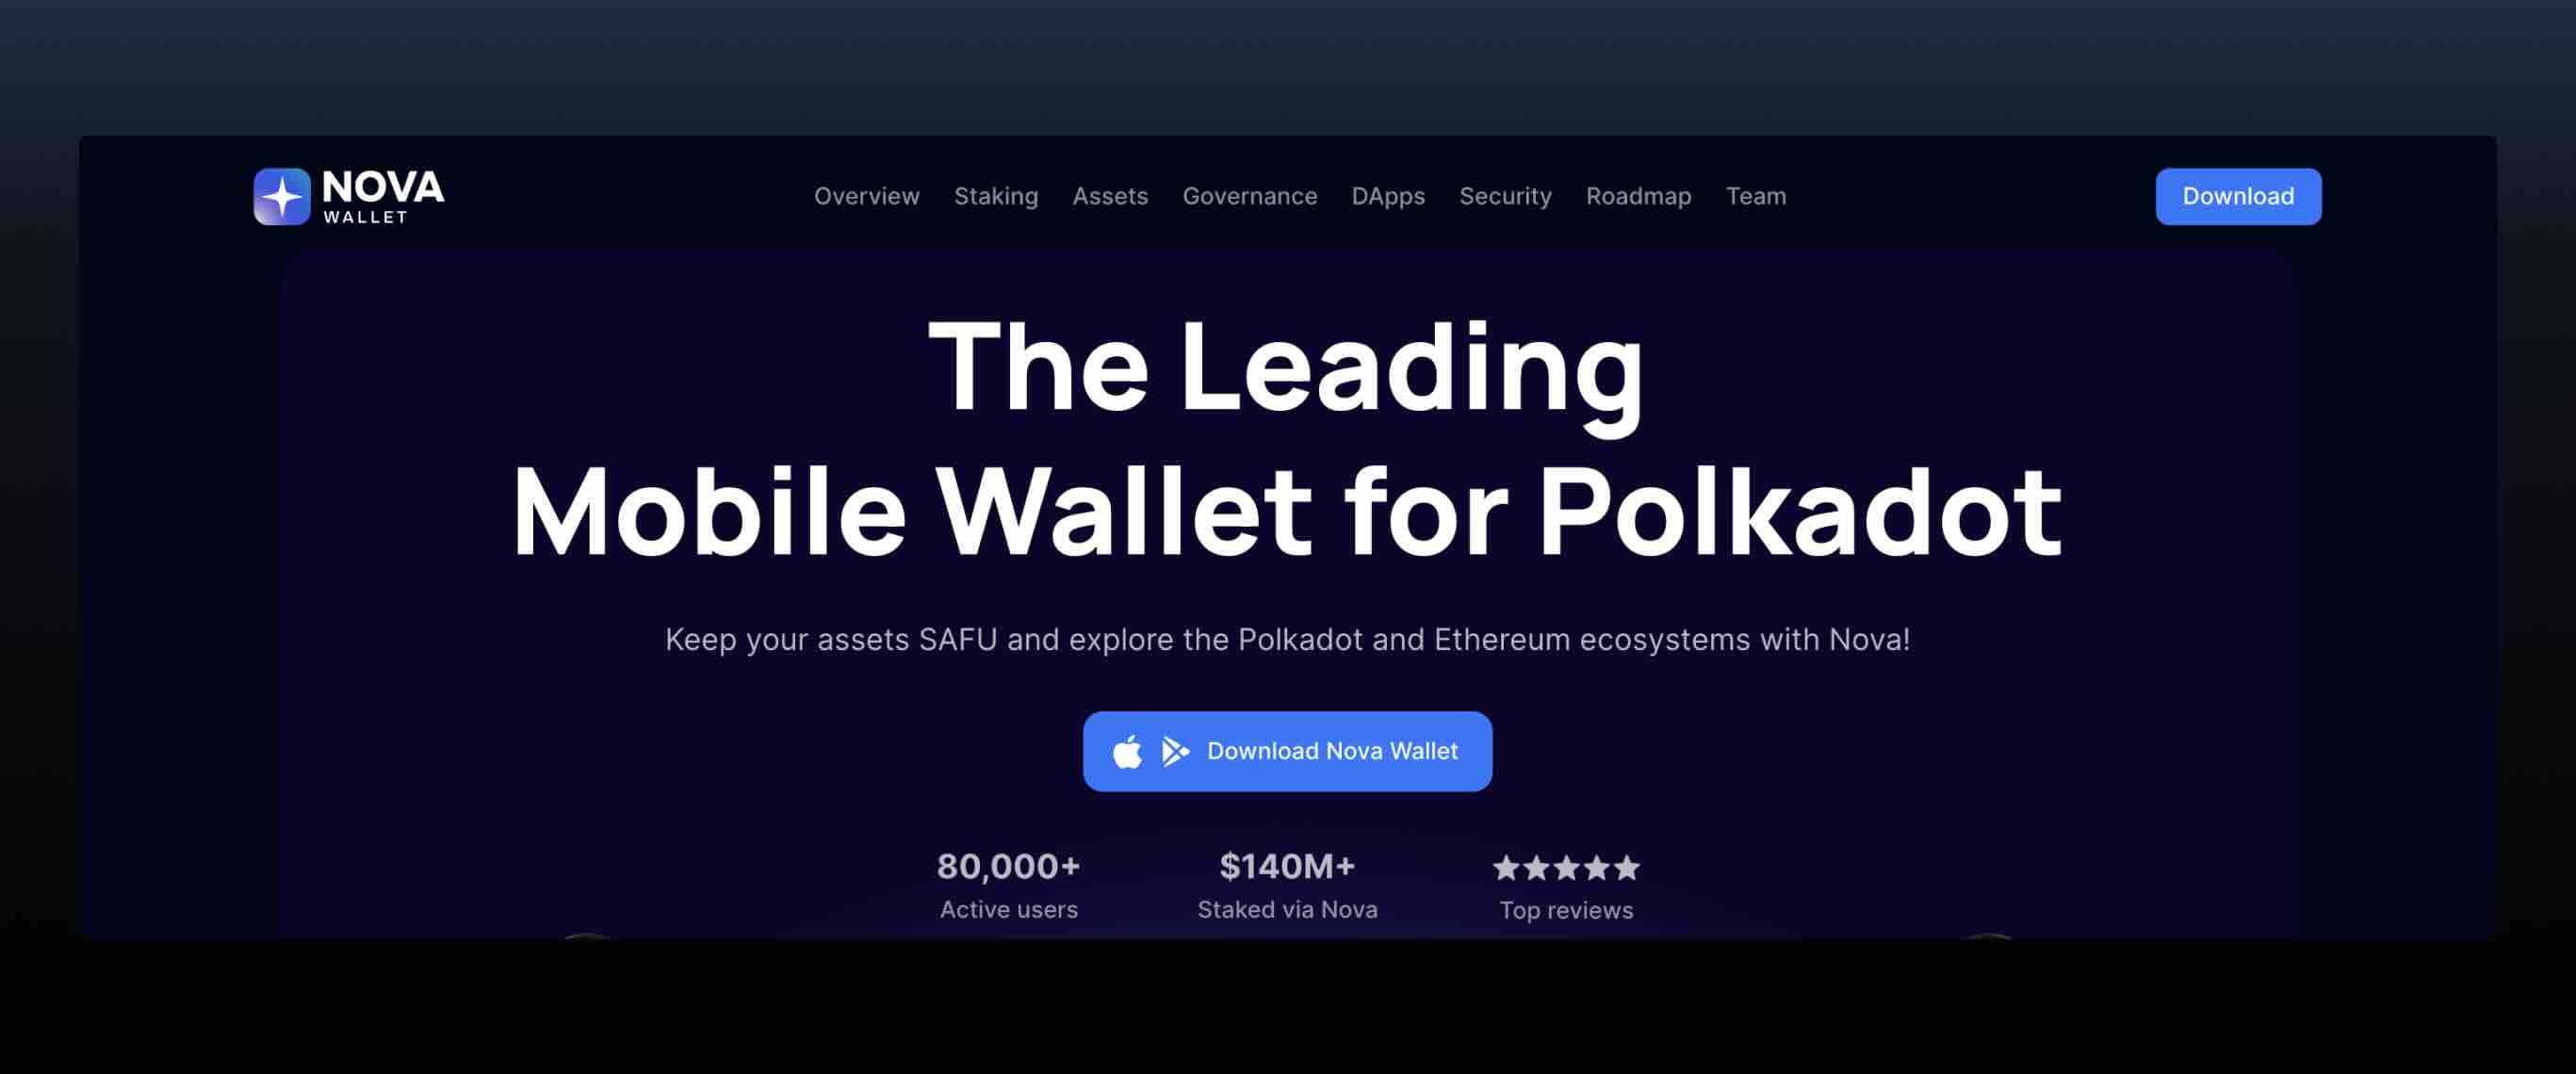 NOVA
WALLET
Overview Staking Assets Governance DApps Security Roadmap Team
Download
The Leading
Mobile Wallet for Polkadot
Keep your assets SAFU and explore the Polkadot and Ethereum ecosystems with Nova!
Download Nova Wallet
80,000+ $140M+
Active users Staked via Nova Top reviews